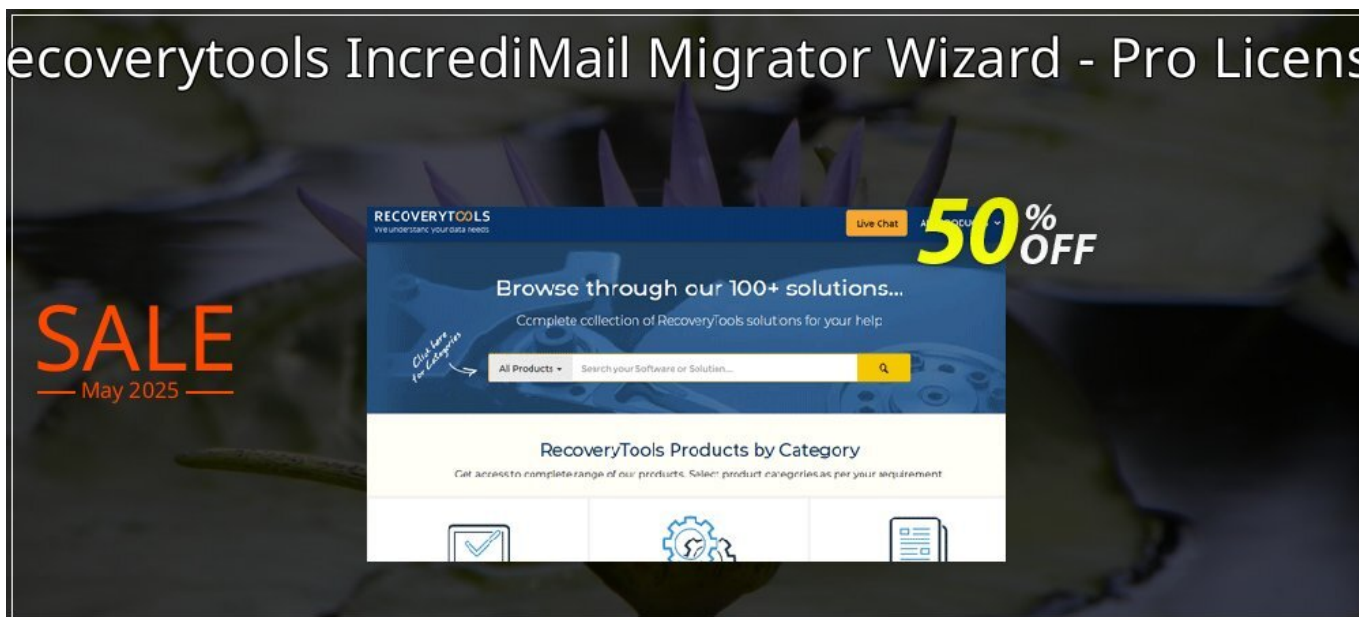 ecoverytools IncrediMail Migrator Wizard - Pro Licens
RECOVERYTOOLS
We understand your data needs
Live Chat
50% OFF
Browse through our 100+ solutions...
Complete collection of RecoveryTools solutions for your help
Click here
for Categories
All Products
Search your Software or Solution...
SALE
May 2025
RecoveryTools Products by Category
Get access to complete range of our products. Select product categories as per your requirement